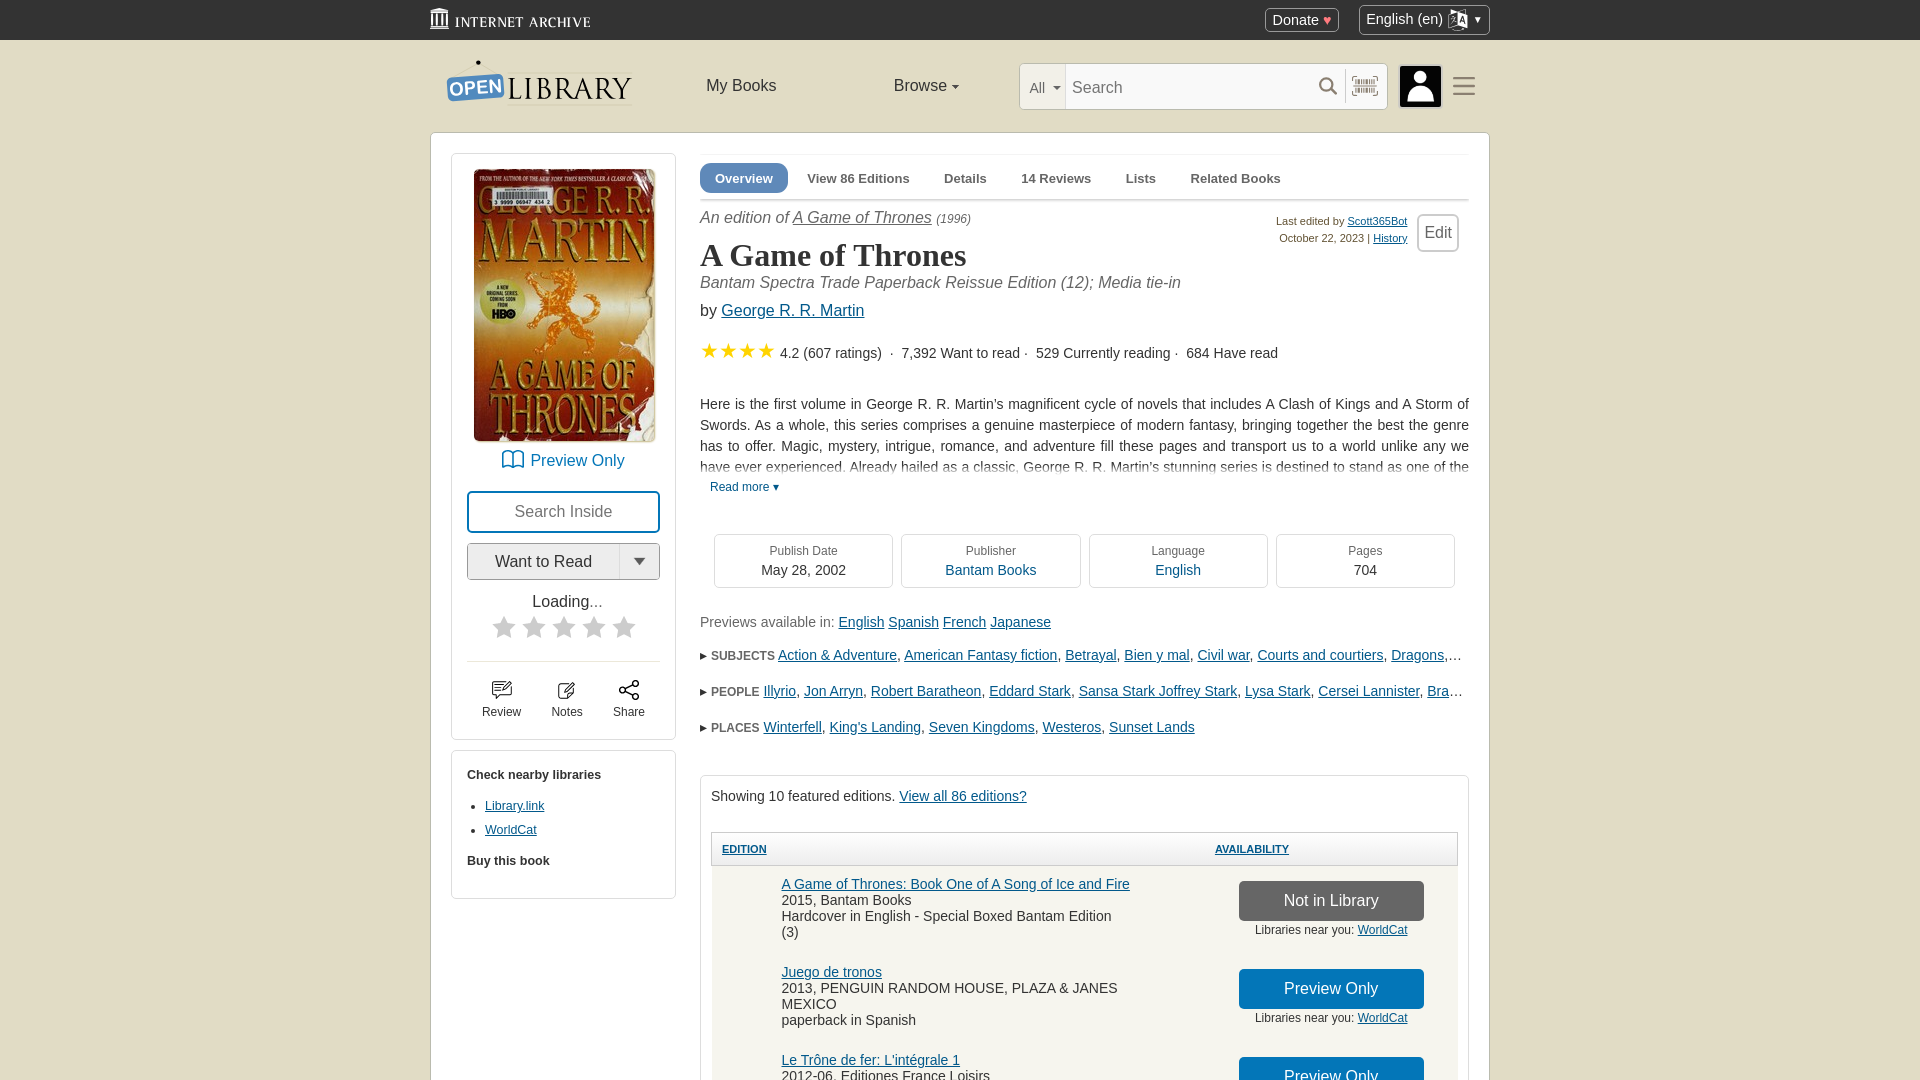 INTERNET ARCHIVE
Donate ♥
English (en) ▼
OPEN LIBRARY
My Books
Browse
All
Search
FROM THE AUTHOR OF THE NEW YORK TIMES BESTSELLER A CLASH OF KINGS
GEORGE R. R.
MARTIN
A NEW
ORIGINAL SERIES,
COMING SOON
FROM
HBO
A GAME OF
THRONES
Preview Only
Search Inside
Want to Read
Loading...
Review
Notes
Share
Check nearby libraries
Library.link
WorldCat
Buy this book
Overview
View 86 Editions
Details
14 Reviews
Lists
Related Books
An edition of A Game of Thrones (1996)
Last edited by Scott365Bot
October 22, 2023 | History
Edit
A Game of Thrones
Bantam Spectra Trade Paperback Reissue Edition (12); Media tie-in
by George R. R. Martin
★★★★ 4.2 (607 ratings) · 7,392 Want to read · 529 Currently reading · 684 Have read
Here is the first volume in George R. R. Martin’s magnificent cycle of novels that includes A Clash of Kings and A Storm of
Swords. As a whole, this series comprises a genuine masterpiece of modern fantasy, bringing together the best the genre
has to offer. Magic, mystery, intrigue, romance, and adventure fill these pages and transport us to a world unlike any we
have ever experienced. Already hailed as a classic, George R. R. Martin’s stunning series is destined to stand as one of the
Read more ▾
Publish Date
May 28, 2002
Publisher
Bantam Books
Language
English
Pages
704
Previews available in: English Spanish French Japanese
▸ SUBJECTS Action & Adventure, American Fantasy fiction, Betrayal, Bien y mal, Civil war, Courts and courtiers, Dragons,…
▸ PEOPLE Illyrio, Jon Arryn, Robert Baratheon, Eddard Stark, Sansa Stark Joffrey Stark, Lysa Stark, Cersei Lannister, Bra…
▸ PLACES Winterfell, King's Landing, Seven Kingdoms, Westeros, Sunset Lands
Showing 10 featured editions. View all 86 editions?
EDITION
AVAILABILITY
A Game of Thrones: Book One of A Song of Ice and Fire
2015, Bantam Books
Hardcover in English - Special Boxed Bantam Edition
(3)
Not in Library
Libraries near you: WorldCat
Juego de tronos
2013, PENGUIN RANDOM HOUSE, PLAZA & JANES
MEXICO
paperback in Spanish
Preview Only
Libraries near you: WorldCat
Le Trône de fer: L'intégrale 1
2012-06, Editiones France Loisirs
Preview Only